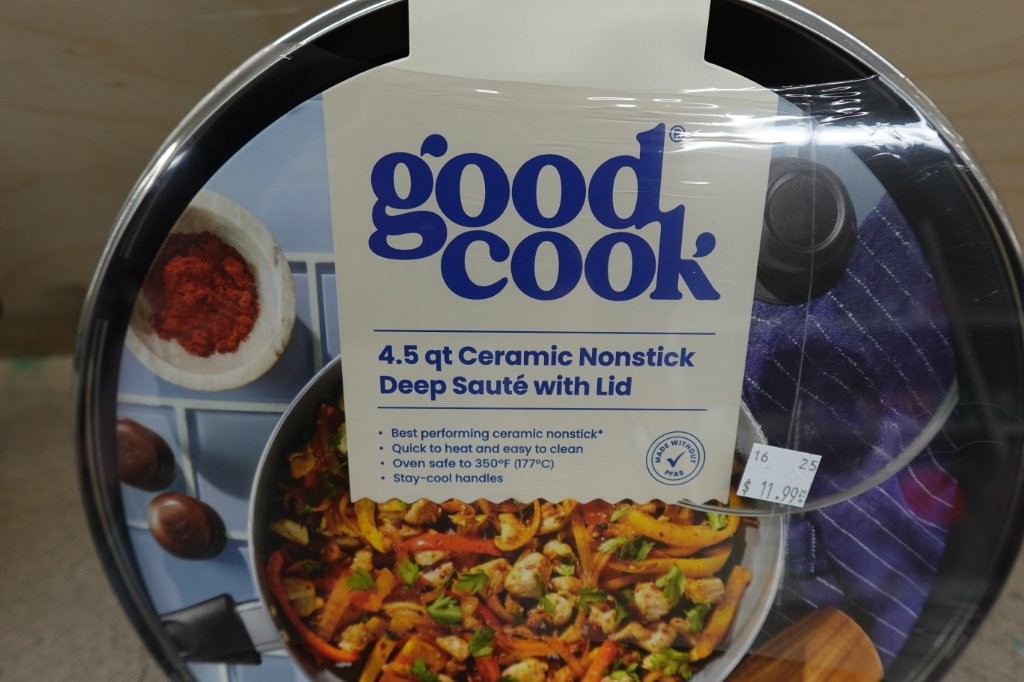 good®
cook
4.5 qt Ceramic Nonstick
Deep Sauté with Lid
• Best performing ceramic nonstick*
• Quick to heat and easy to clean
• Oven safe to 350°F (177°C)
• Stay-cool handles
MADE WITHOUT
PFAS
16 25
$ 11.99